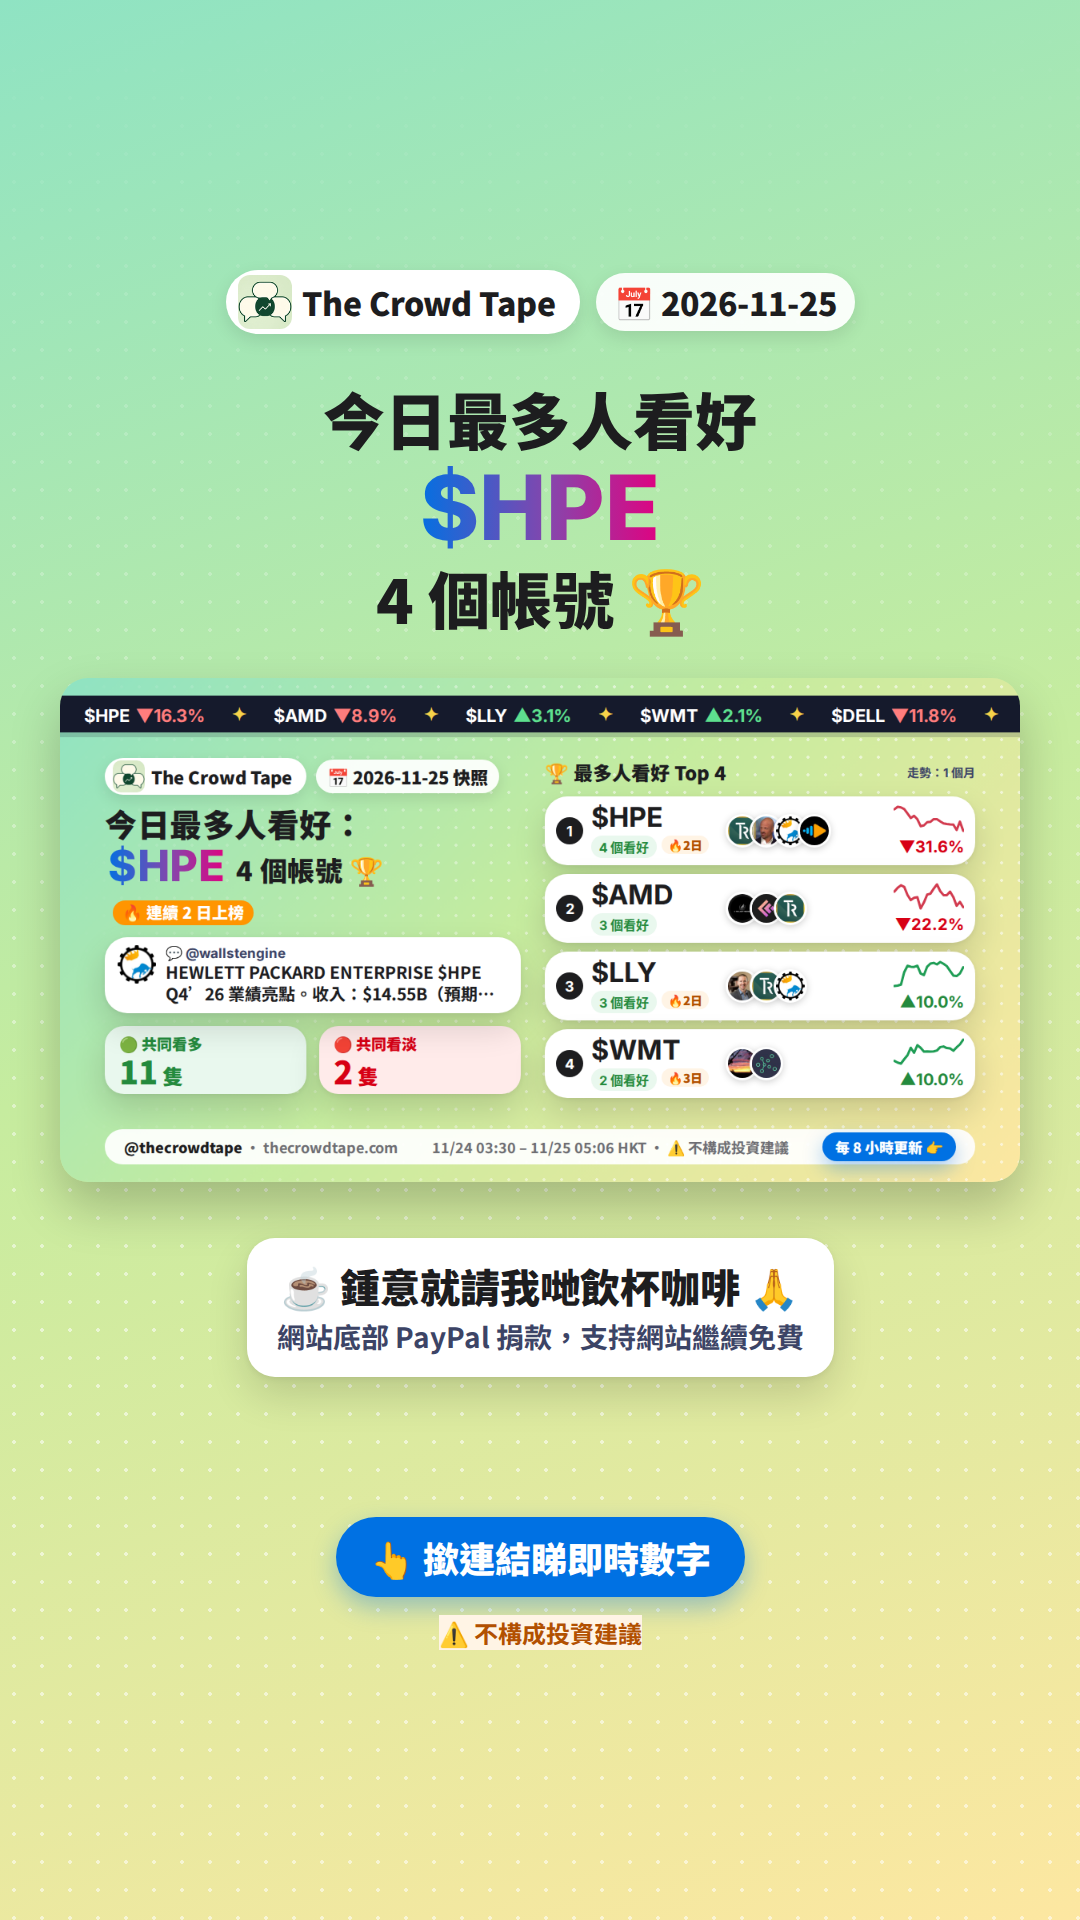 The Crowd Tape
2026-11-25
今日最多人看好
$HPE
4 個帳號 🏆
$HPE ▼16.3% ✦ $AMD ▼8.9% ✦ $LLY ▲3.1% ✦ $WMT ▲2.1% ✦ $DELL ▼11.8% ✦
The Crowd Tape
2026-11-25 快照
今日最多人看好：
$HPE 4 個帳號 🏆
🔥 連續 2 日上榜
💬 @wallstengine
HEWLETT PACKARD ENTERPRISE $HPE
Q4’26 業績亮點。收入：$14.55B（預期…
🟢 共同看多
11 隻
🔴 共同看淡
2 隻
🏆 最多人看好 Top 4
走勢：1 個月
1 $HPE
4 個看好 🔥2日
▼31.6%
2 $AMD
3 個看好
▼22.2%
3 $LLY
3 個看好 🔥2日
▲10.0%
4 $WMT
2 個看好 🔥3日
▲10.0%
@thecrowdtape · thecrowdtape.com 11/24 03:30 – 11/25 05:06 HKT · ⚠️ 不構成投資建議 每 8 小時更新 👉
☕ 鍾意就請我哋飲杯咖啡 🙏
網站底部 PayPal 捐款，支持網站繼續免費
👆 撳連結睇即時數字
⚠️ 不構成投資建議